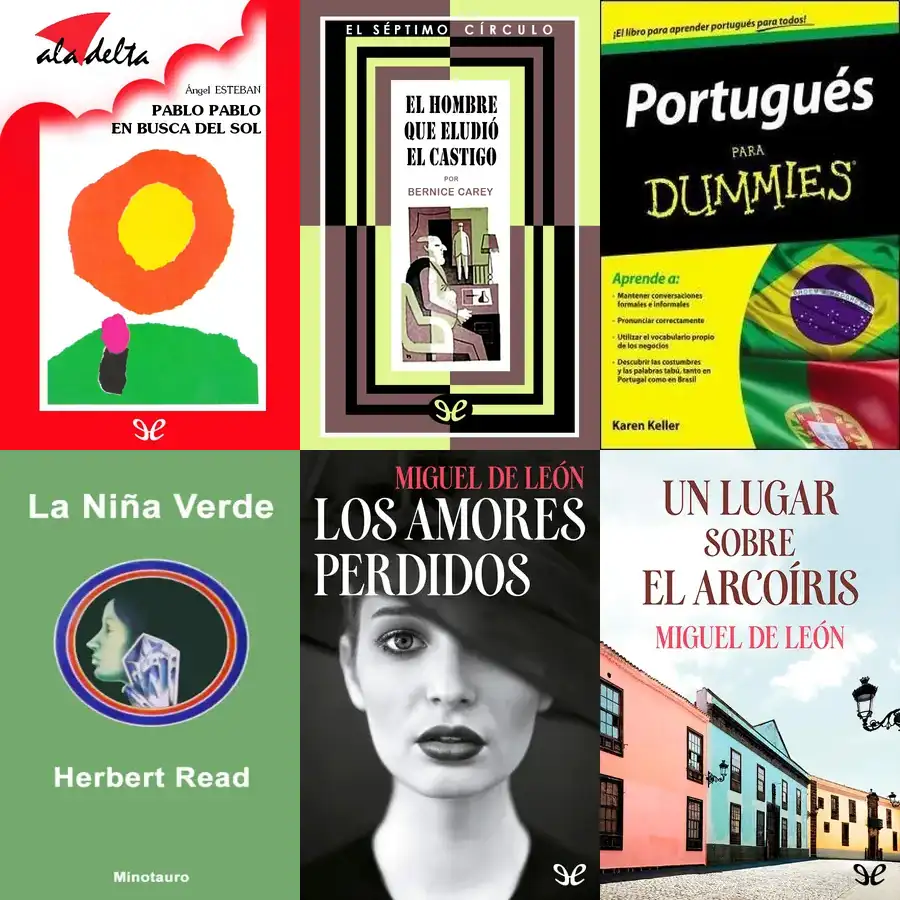 ala delta
Ángel ESTEBAN
PABLO PABLO
EN BUSCA DEL SOL
EL SÉPTIMO CÍRCULO
EL HOMBRE
QUE ELUDIÓ
EL CASTIGO
POR
BERNICE CAREY
¡El libro para aprender portugués para todos!
Portugués
PARA
DUMMIES
Aprende a:
- Mantener conversaciones
formales e informales
- Pronunciar correctamente
- Utilizar el vocabulario propio
de los negocios
- Descubrir las costumbres
y las palabras tabú, tanto en
Portugal como en Brasil
Karen Keller
La Niña Verde
Herbert Read
Minotauro
MIGUEL DE LEÓN
LOS AMORES
PERDIDOS
UN LUGAR
SOBRE
EL ARCOÍRIS
MIGUEL DE LEÓN